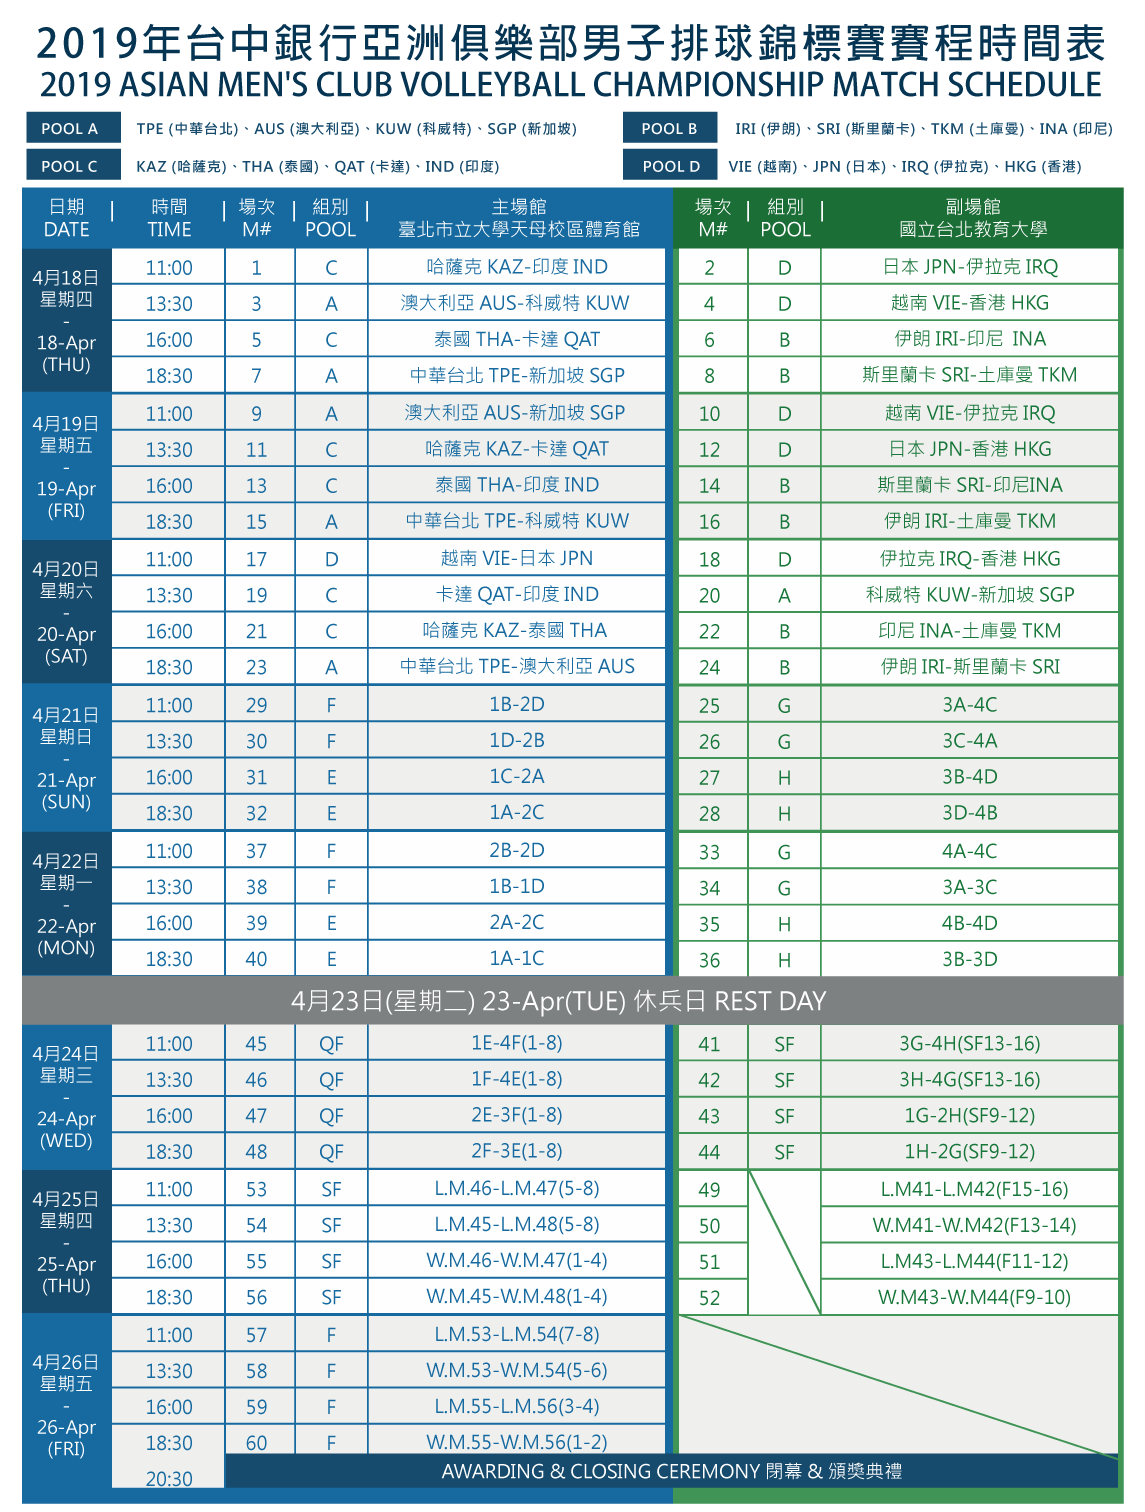 2019年台中銀行亞洲俱樂部男子排球錦標賽賽程時間表
2019 ASIAN MEN'S CLUB VOLLEYBALL CHAMPIONSHIP MATCH SCHEDULE
POOL A TPE (中華台北)、AUS (澳大利亞)、KUW (科威特)、SGP (新加坡) POOL B IRI (伊朗)、SRI (斯里蘭卡)、TKM (土庫曼)、INA (印尼)
POOL C KAZ (哈薩克)、THA (泰國)、QAT (卡達)、IND (印度) POOL D VIE (越南)、JPN (日本)、IRQ (伊拉克)、HKG (香港)
日期 時間 場次 組別 主場館 場次 組別 副場館
DATE TIME M# POOL 臺北市立大學天母校區體育館 M# POOL 國立台北教育大學
4月18日
星期四
-
18-Apr
(THU)
11:00 1 C 哈薩克 KAZ-印度 IND 2 D 日本 JPN-伊拉克 IRQ
13:30 3 A 澳大利亞 AUS-科威特 KUW 4 D 越南 VIE-香港 HKG
16:00 5 C 泰國 THA-卡達 QAT 6 B 伊朗 IRI-印尼 INA
18:30 7 A 中華台北 TPE-新加坡 SGP 8 B 斯里蘭卡 SRI-土庫曼 TKM
4月19日
星期五
-
19-Apr
(FRI)
11:00 9 A 澳大利亞 AUS-新加坡 SGP 10 D 越南 VIE-伊拉克 IRQ
13:30 11 C 哈薩克 KAZ-卡達 QAT 12 D 日本 JPN-香港 HKG
16:00 13 C 泰國 THA-印度 IND 14 B 斯里蘭卡 SRI-印尼INA
18:30 15 A 中華台北 TPE-科威特 KUW 16 B 伊朗 IRI-土庫曼 TKM
4月20日
星期六
-
20-Apr
(SAT)
11:00 17 D 越南 VIE-日本 JPN 18 D 伊拉克 IRQ-香港 HKG
13:30 19 C 卡達 QAT-印度 IND 20 A 科威特 KUW-新加坡 SGP
16:00 21 C 哈薩克 KAZ-泰國 THA 22 B 印尼 INA-土庫曼 TKM
18:30 23 A 中華台北 TPE-澳大利亞 AUS 24 B 伊朗 IRI-斯里蘭卡 SRI
4月21日
星期日
-
21-Apr
(SUN)
11:00 29 F 1B-2D 25 G 3A-4C
13:30 30 F 1D-2B 26 G 3C-4A
16:00 31 E 1C-2A 27 H 3B-4D
18:30 32 E 1A-2C 28 H 3D-4B
4月22日
星期一
-
22-Apr
(MON)
11:00 37 F 2B-2D 33 G 4A-4C
13:30 38 F 1B-1D 34 G 3A-3C
16:00 39 E 2A-2C 35 H 4B-4D
18:30 40 E 1A-1C 36 H 3B-3D
4月23日(星期二) 23-Apr(TUE) 休兵日 REST DAY
4月24日
星期三
-
24-Apr
(WED)
11:00 45 QF 1E-4F(1-8) 41 SF 3G-4H(SF13-16)
13:30 46 QF 1F-4E(1-8) 42 SF 3H-4G(SF13-16)
16:00 47 QF 2E-3F(1-8) 43 SF 1G-2H(SF9-12)
18:30 48 QF 2F-3E(1-8) 44 SF 1H-2G(SF9-12)
4月25日
星期四
-
25-Apr
(THU)
11:00 53 SF L.M.46-L.M.47(5-8) 49 L.M41-L.M42(F15-16)
13:30 54 SF L.M.45-L.M.48(5-8) 50 W.M41-W.M42(F13-14)
16:00 55 SF W.M.46-W.M.47(1-4) 51 L.M43-L.M44(F11-12)
18:30 56 SF W.M.45-W.M.48(1-4) 52 W.M43-W.M44(F9-10)
4月26日
星期五
-
26-Apr
(FRI)
11:00 57 F L.M.53-L.M.54(7-8)
13:30 58 F W.M.53-W.M.54(5-6)
16:00 59 F L.M.55-L.M.56(3-4)
18:30 60 F W.M.55-W.M.56(1-2)
20:30 AWARDING & CLOSING CEREMONY 閉幕 & 頒獎典禮